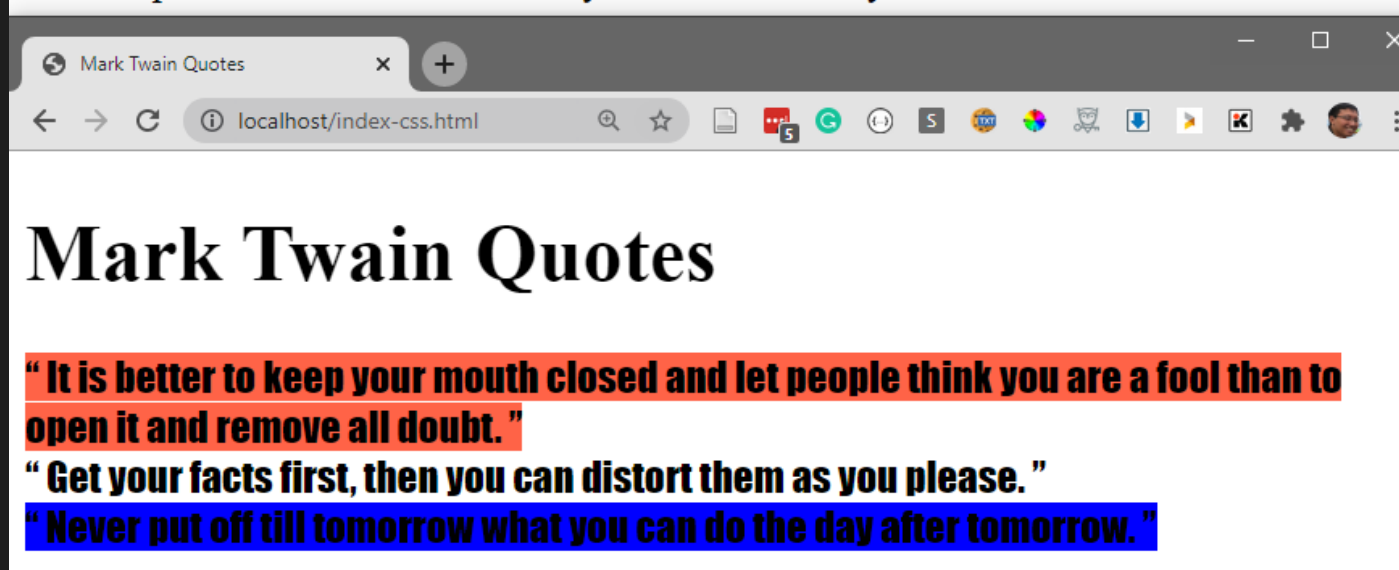 Mark Twain Quotes
localhost/index-css.html
5
G
S
TXT
K
Mark Twain Quotes
“ It is better to keep your mouth closed and let people think you are a fool than to
open it and remove all doubt. ”
“ Get your facts first, then you can distort them as you please. ”
“ Never put off till tomorrow what you can do the day after tomorrow. ”